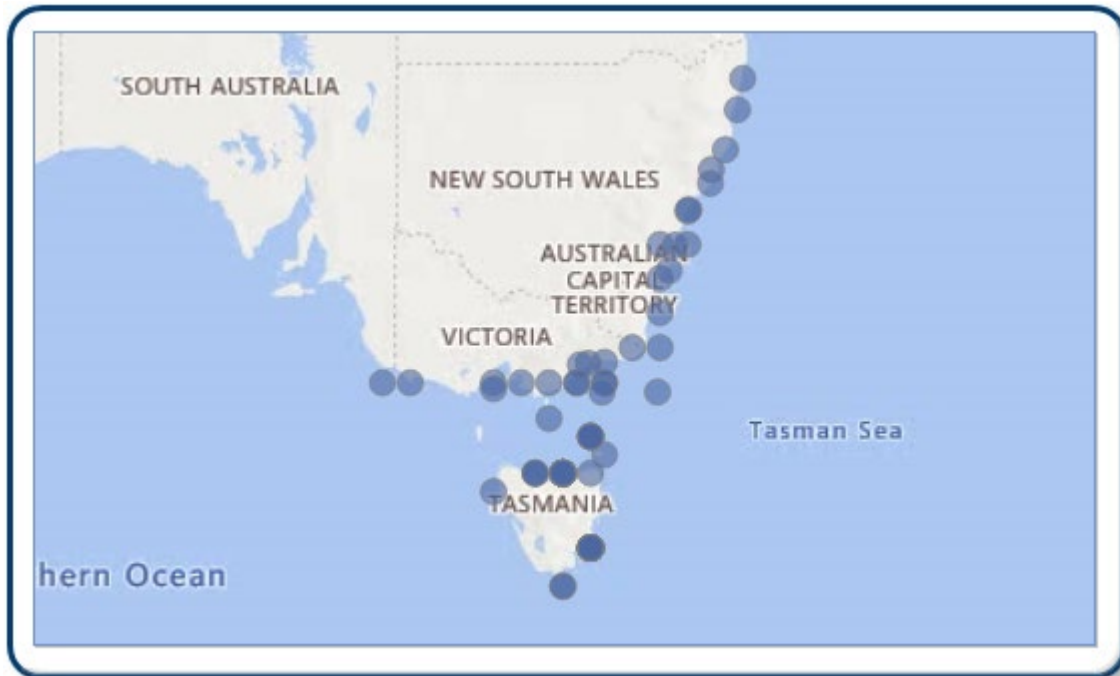 SOUTH AUSTRALIA
NEW SOUTH WALES
AUSTRALIAN
CAPITAL
TERRITORY
VICTORIA
Tasman Sea
TASMANIA
hern Ocean